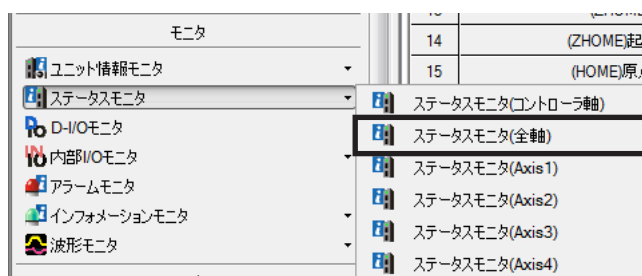 モニタ
ユニット情報モニタ
ステータスモニタ
D-I/Oモニタ
内部I/Oモニタ
アラームモニタ
インフォメーションモニタ
波形モニタ
14 (ZHOME)起
15 (HOME)原
ステータスモニタ(コントローラ軸)
ステータスモニタ(全軸)
ステータスモニタ(Axis1)
ステータスモニタ(Axis2)
ステータスモニタ(Axis3)
ステータスモニタ(Axis4)